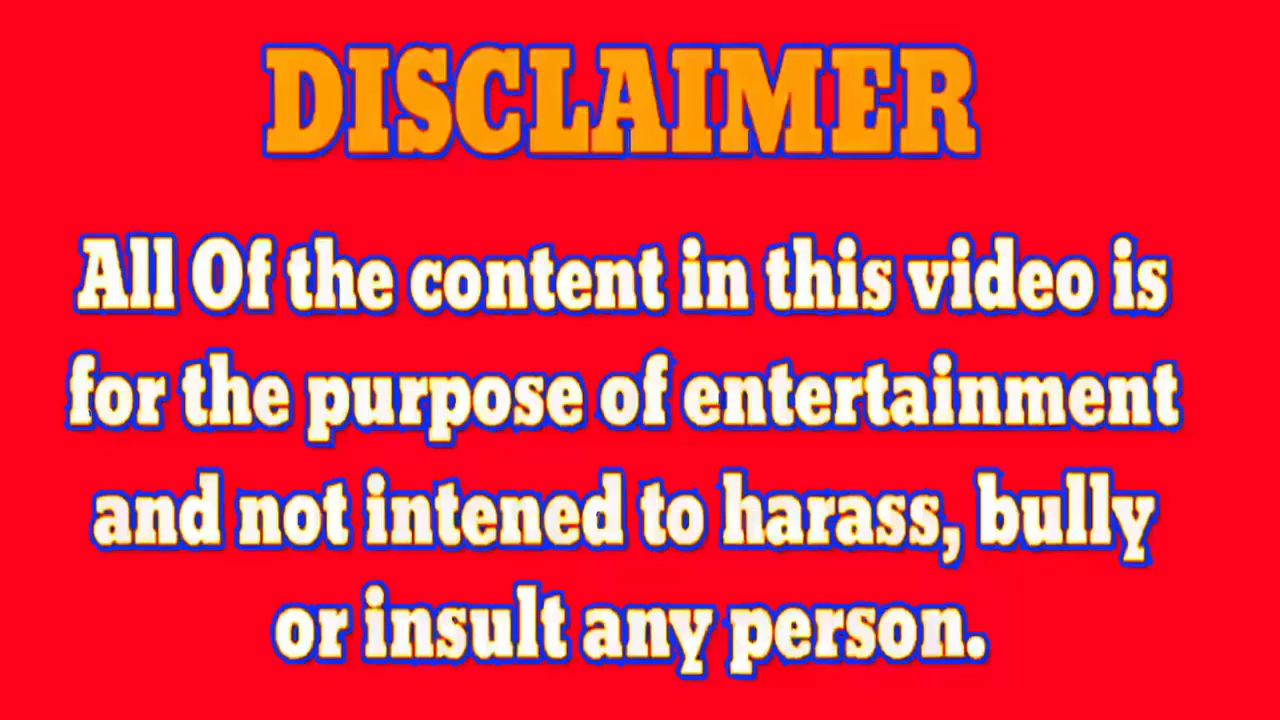 DISCLAIMER
All Of the content in this video is
for the purpose of entertainment
and not intened to harass, bully
or insult any person.